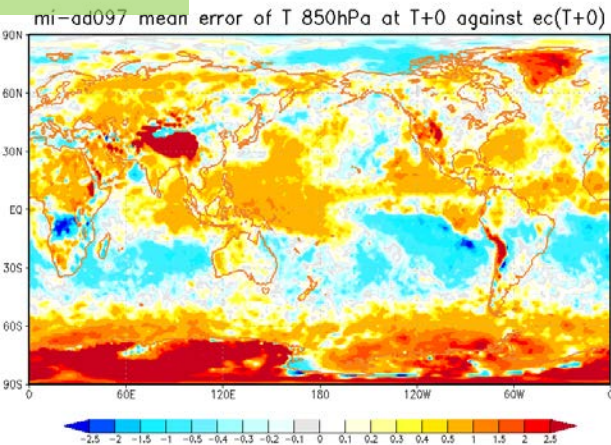 mi-ad097 mean error of T 850hPa at T+0 against ec(T+0)
90N
60N
30N
EQ
30S
60S
90S
0 60E 120E 180 120W 60W 0
-2.5 -2 -1.5 -1 -0.5 -0.4 -0.3 -0.2 -0.1 0 0.1 0.2 0.3 0.4 0.5 1 1.5 2 2.5